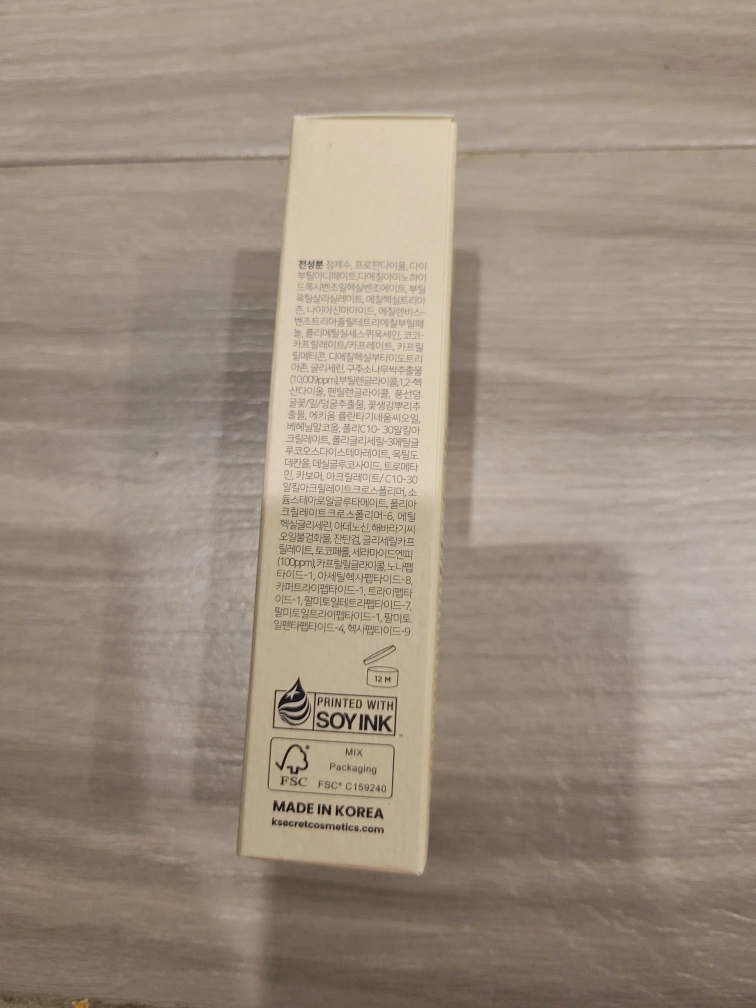 전성분 정제수, 프로판다이올, 다이
부틸아디페이트,디에칠아미노하이
드록시벤조일헥실벤조에이트, 부틸
옥틸살리실레이트, 에칠헥실트리아
존, 나이아신아마이드, 메칠렌비스-
벤조트리아졸릴테트라메칠부틸페
놀, 폴리메틸실세스퀴옥세인, 코코-
카프릴레이트/카프레이트, 카프릴
릴메티콘, 디에칠헥실부타미도트리
아존, 글리세린, 구주소나무싹추출물
(10,009ppm),부틸렌글라이콜,1,2-헥
산다이올, 펜틸렌글라이콜, 풍선덩
굴꽃/잎/덩굴추출물, 꽃생강뿌리추
출물, 에키움 플란타기네움씨오일,
베헤닐알코올, 폴리C10- 30알킬아
크릴레이트, 폴리글리세릴-3메틸글
루코오스다이스테아레이트, 옥틸도
데칸올, 데실글루코사이드, 트로메타
민, 카보머, 아크릴레이트/ C10-30
알킬아크릴레이트크로스폴리머, 소
듐스테아로일글루타메이트, 폴리아
크릴레이트크로스폴리머-6, 에틸
헥실글리세린, 아데노신, 해바라기씨
오일불검화물, 잔탄검, 글리세릴카프
릴레이트, 토코페롤, 세라마이드엔피
(100ppm),카프릴릴글라이콜, 노나펩
타이드-1, 아세틸헥사펩타이드-8,
카퍼트라이펩타이드-1, 트라이펩타
이드-1, 팔미토일테트라펩타이드-7,
팔미토일트라이펩타이드-1, 팔미토
일펜타펩타이드-4, 헥사펩타이드-9
12 M
PRINTED WITH
SOY INK
™
MIX
Packaging
FSC® C159240
FSC
MADE IN KOREA
ksecretcosmetics.com